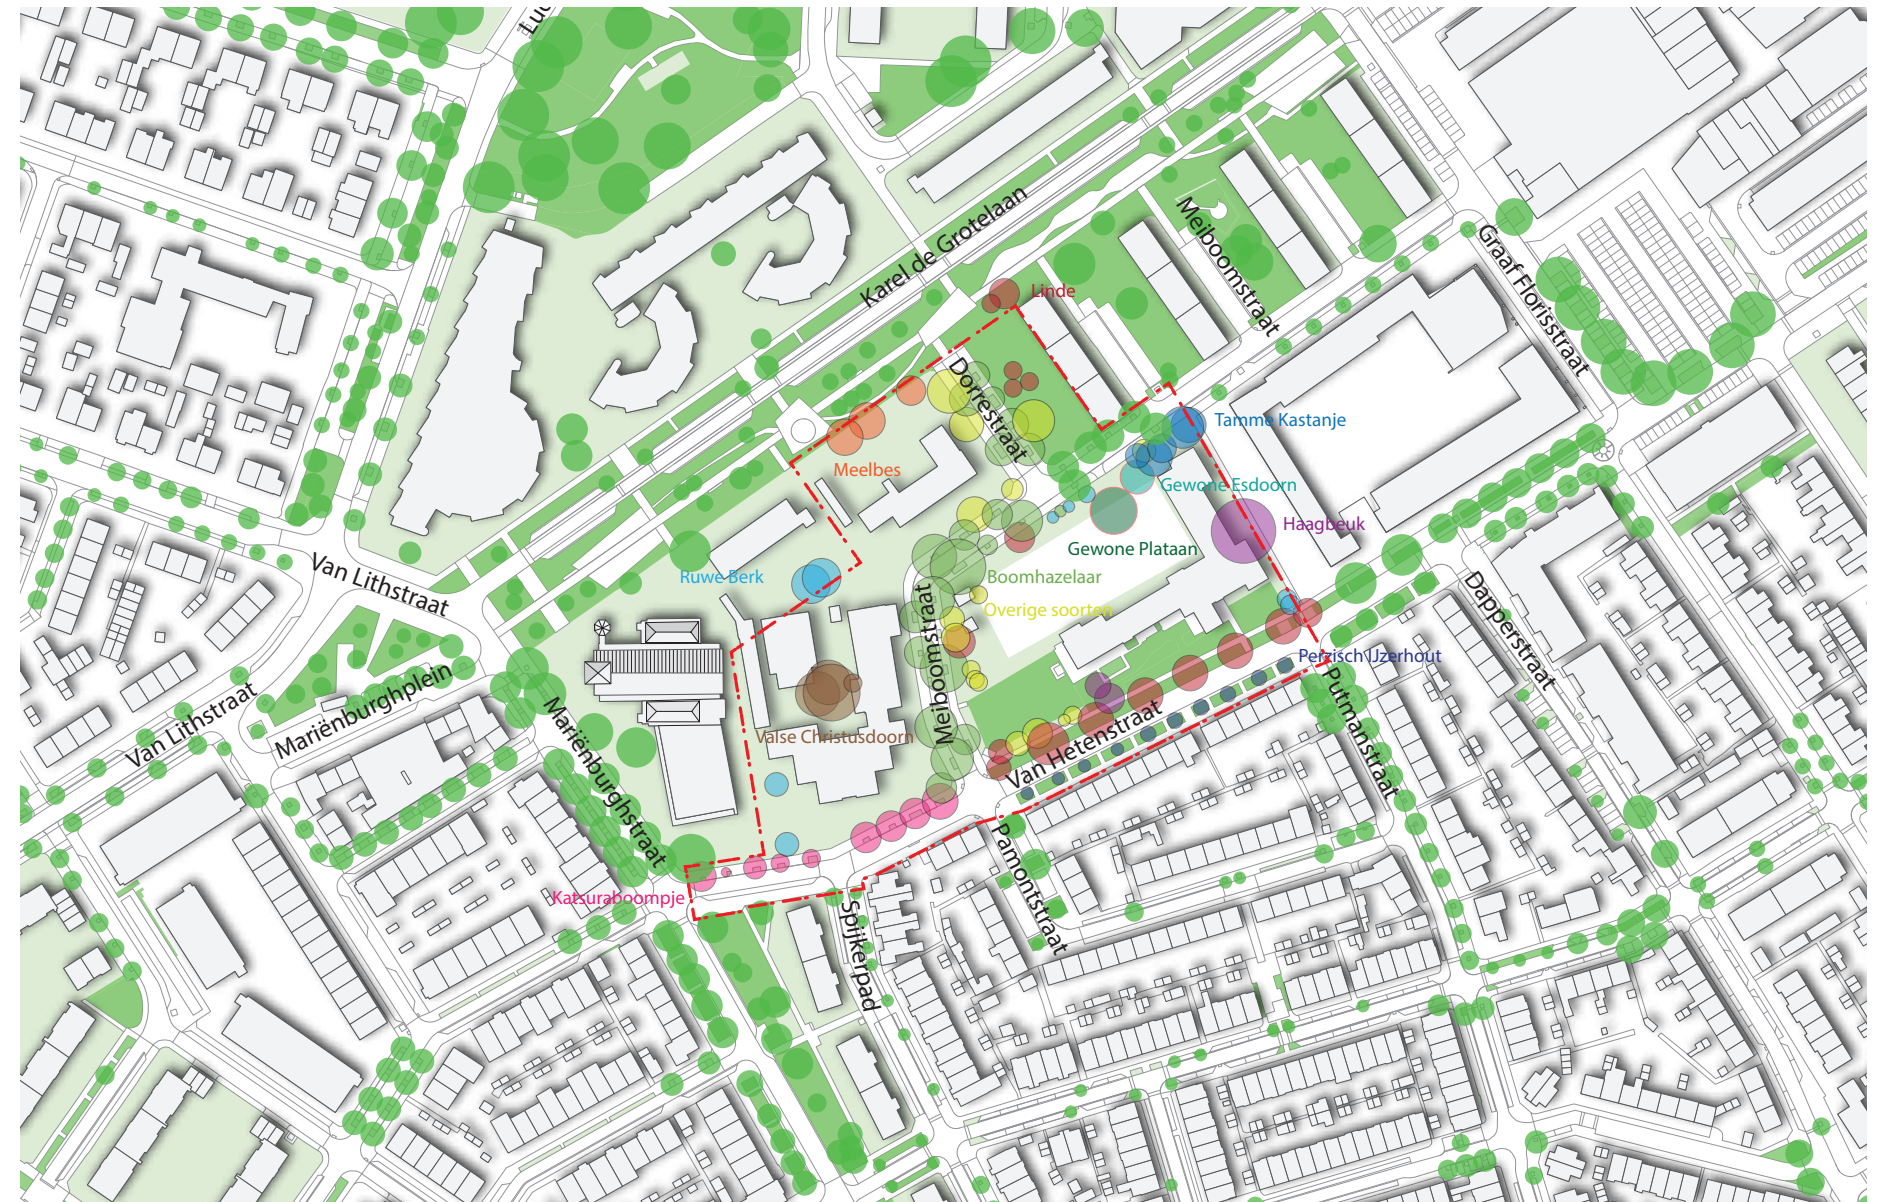 Luc
Karel de Grotelaan
Meiboomstraat
Graaf Florisstraat
Linde
Dorrestraat
Tamme Kastanje
Meelbes
Gewone Esdoorn
Haagbeuk
Gewone Plataan
Van Lithstraat
Ruwe Berk
Boomhazelaar
Overige soorten
Meiboomstraat
Dapperstraat
Perzisch IJzerhout
Putmanstraat
Van Lithstraat
Mariënburghplein
Mariënburghstraat
Valse Christusdoorn
Van Hetenstraat
Katsuraboompje
Spijkerpad
Pamontstraat